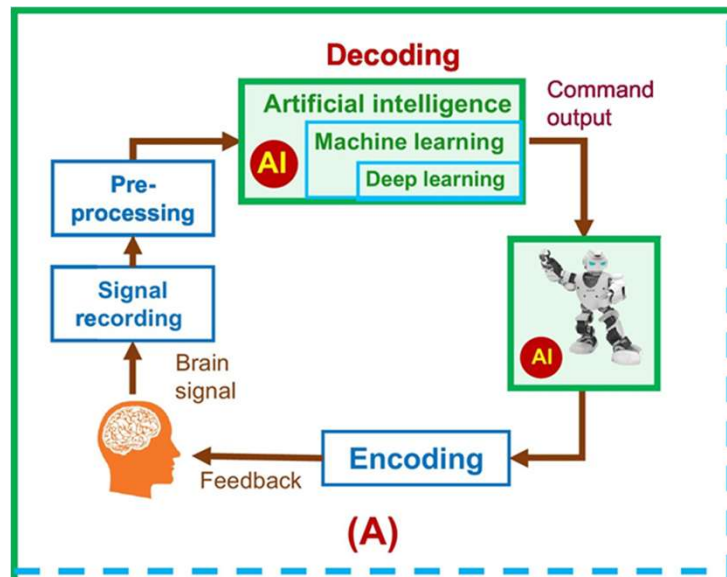 Decoding
Artificial intelligence
AI
Machine learning
Deep learning
Command
output
Pre-
processing
Signal
recording
AI
Brain
signal
Encoding
Feedback
(A)